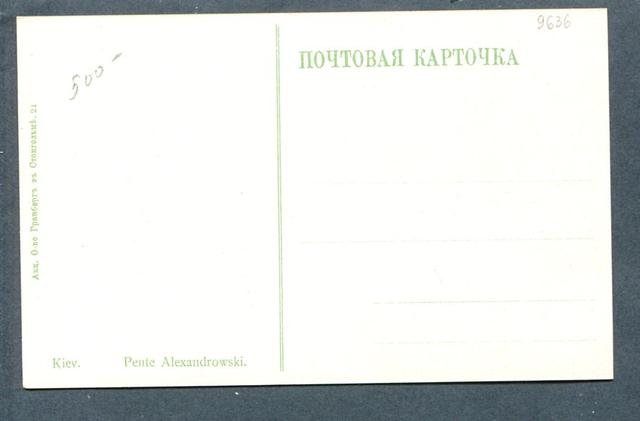 9636
ПОЧТОВАЯ КАРТОЧКА
500-
Акц. О-во Гранбергъ въ Стокгольмѣ. 21
Kiev. Pente Alexandrowski.